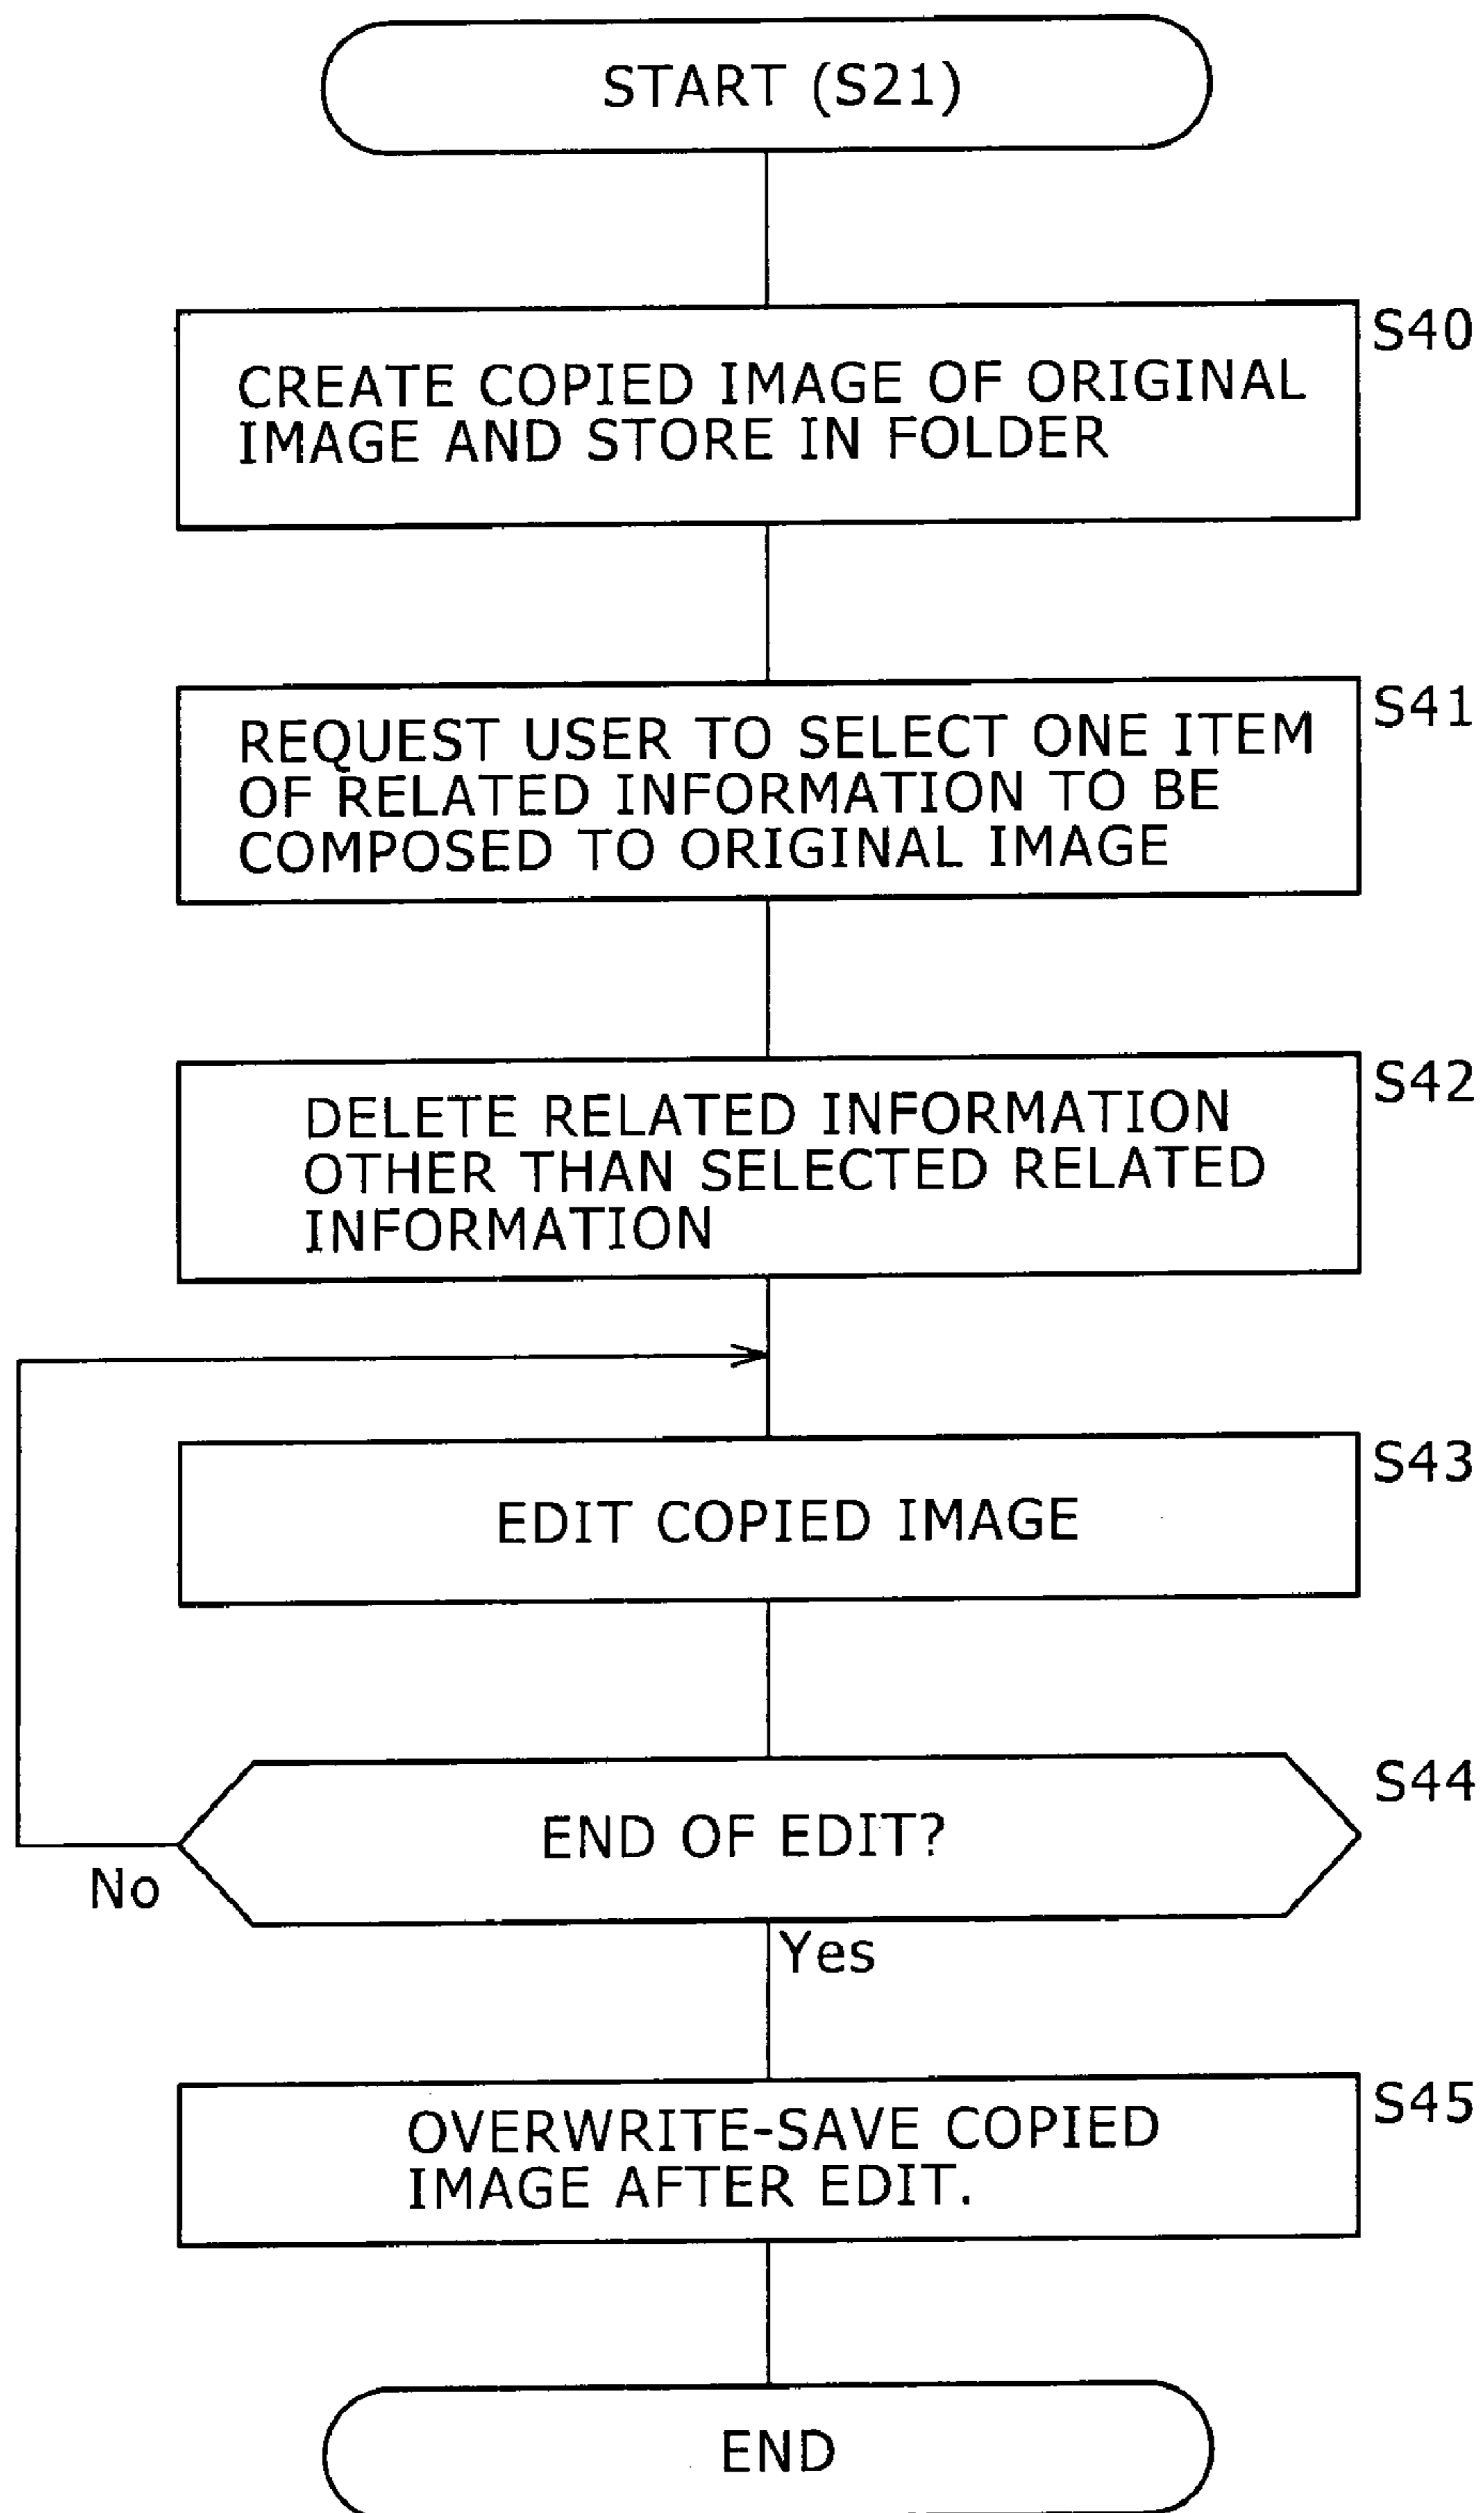 START (S21)
S40
CREATE COPIED IMAGE OF ORIGINAL
IMAGE AND STORE IN FOLDER
S41
REQUEST USER TO SELECT ONE ITEM
OF RELATED INFORMATION TO BE
COMPOSED TO ORIGINAL IMAGE
S42
DELETE RELATED INFORMATION
OTHER THAN SELECTED RELATED
INFORMATION
S43
EDIT COPIED IMAGE
S44
END OF EDIT?
No
Yes
S45
OVERWRITE-SAVE COPIED
IMAGE AFTER EDIT.
END